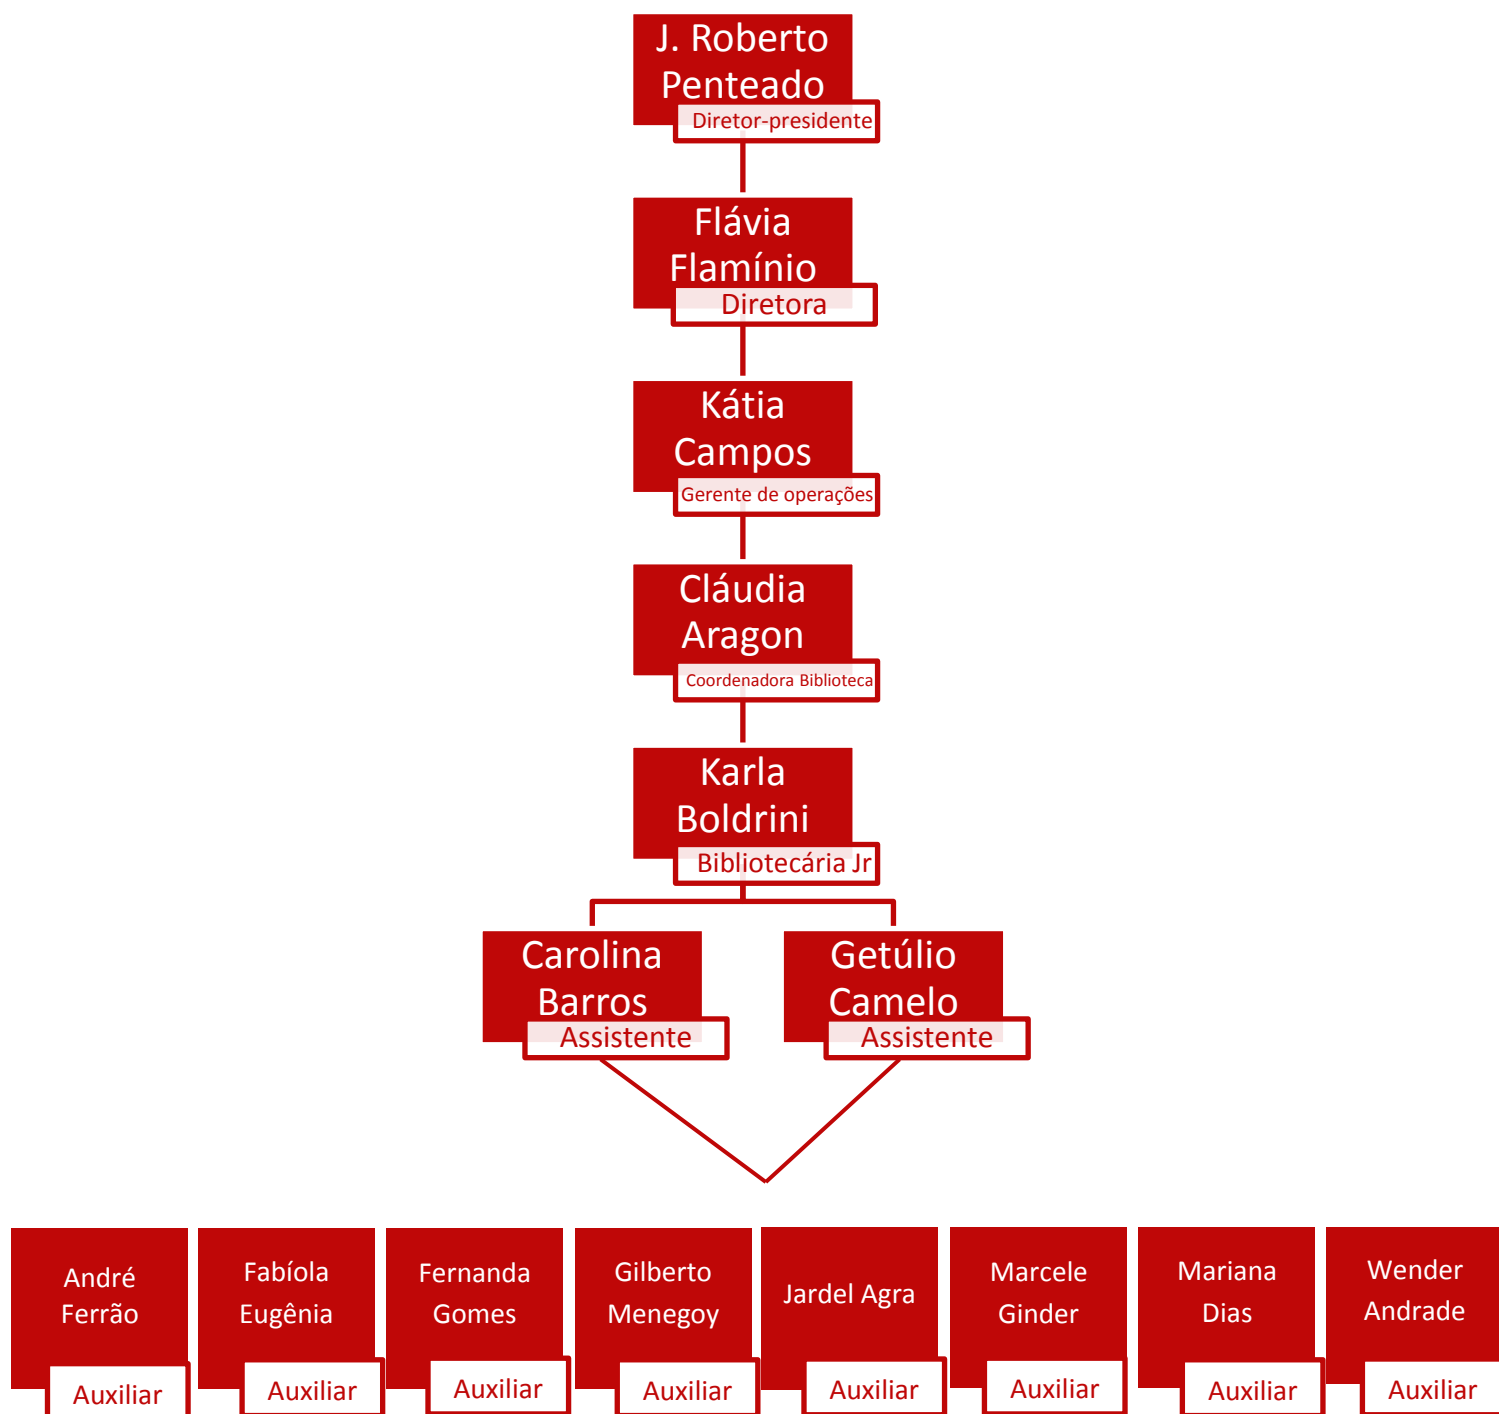 J. Roberto
Penteado
Diretor-presidente
Flávia
Flamínio
Diretora
Kátia
Campos
Gerente de operações
Cláudia
Aragon
Coordenadora Biblioteca
Karla
Boldrini
Bibliotecária Jr
Carolina
Barros
Assistente
Getúlio
Camelo
Assistente
André
Ferrão
Auxiliar
Fabíola
Eugênia
Auxiliar
Fernanda
Gomes
Auxiliar
Gilberto
Menegoy
Auxiliar
Jardel Agra
Auxiliar
Marcele
Ginder
Auxiliar
Mariana
Dias
Auxiliar
Wender
Andrade
Auxiliar